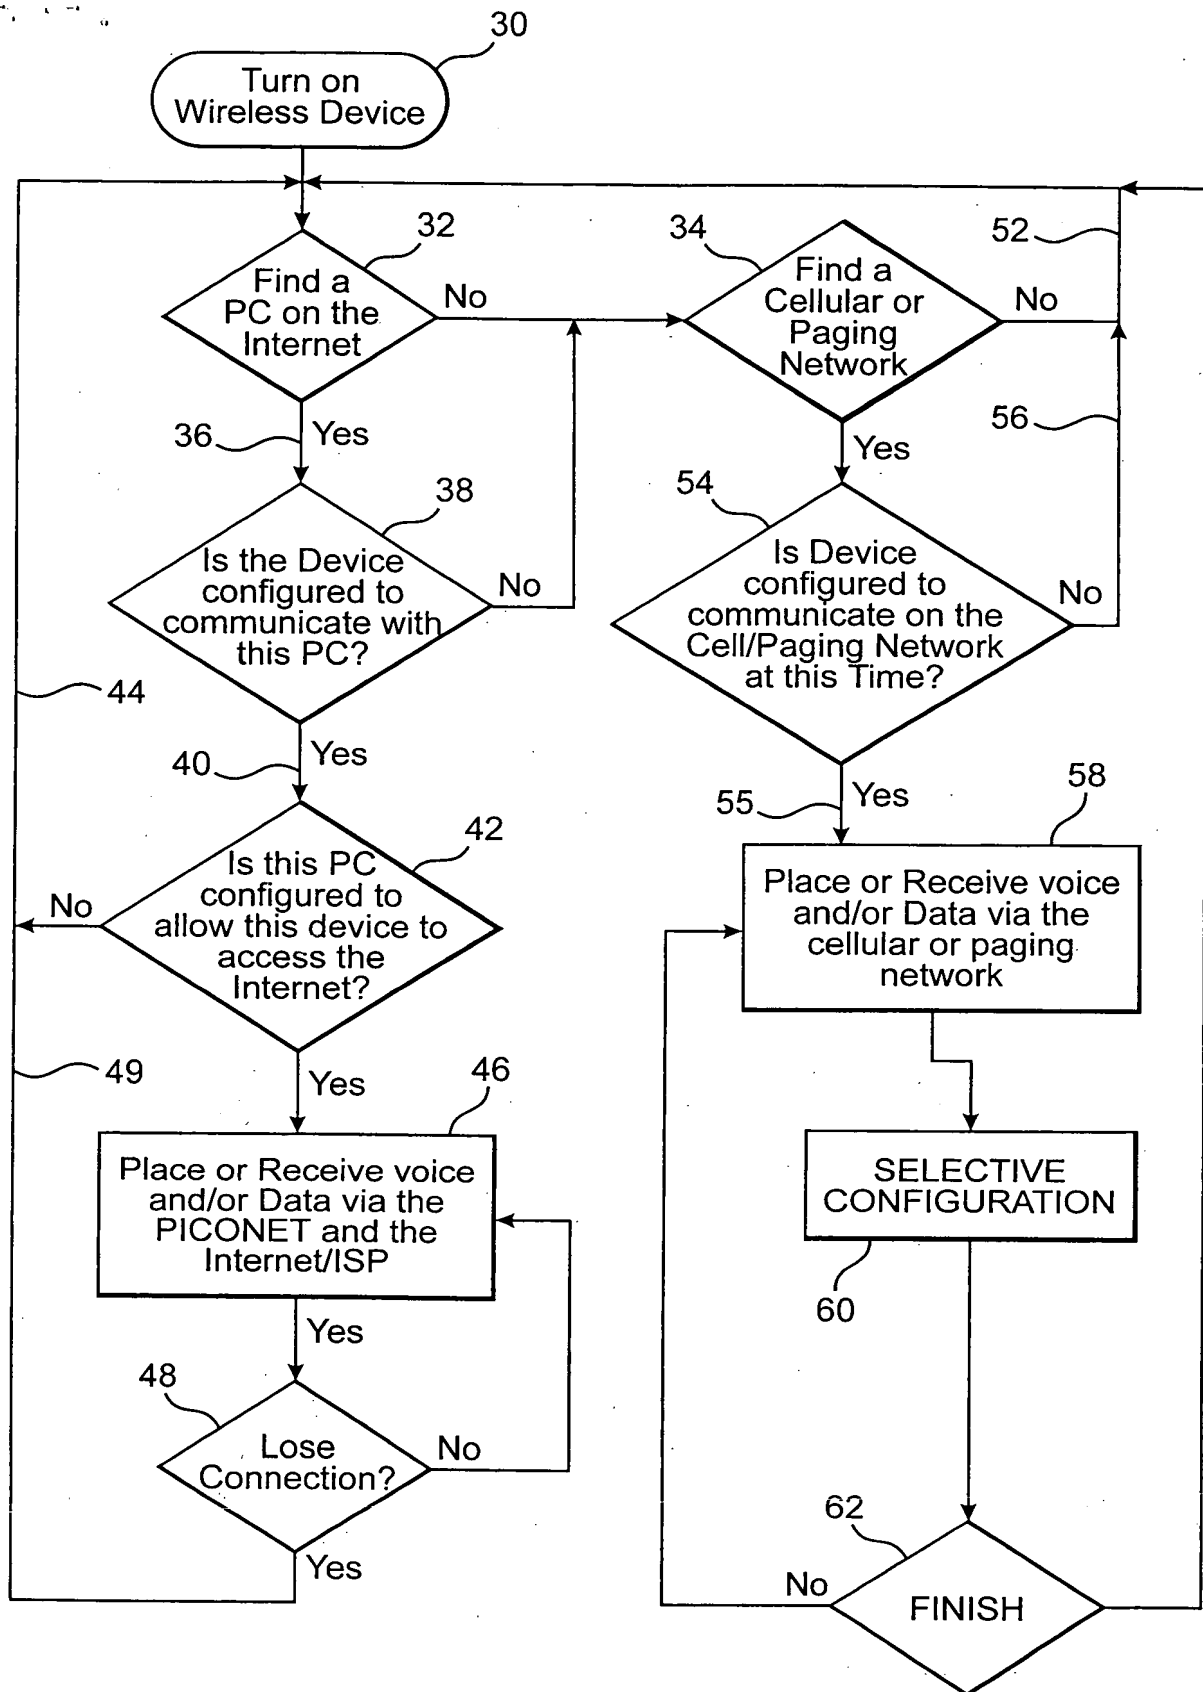 30
Turn on
Wireless Device
32
Find a
PC on the
Internet
No
34
Find a
Cellular or
Paging
Network
No
52
36
Yes
56
Yes
38
Is the Device
configured to
communicate with
this PC?
No
54
Is Device
configured to
communicate on the
Cell/Paging Network
at this Time?
No
44
40
Yes
55
Yes
58
42
Is this PC
configured to
allow this device to
access the
Internet?
No
Place or Receive voice
and/or Data via the
cellular or paging
network
49
Yes
46
Place or Receive voice
and/or Data via the
PICONET and the
Internet/ISP
SELECTIVE
CONFIGURATION
60
Yes
48
Lose
Connection?
No
Yes
62
No
FINISH